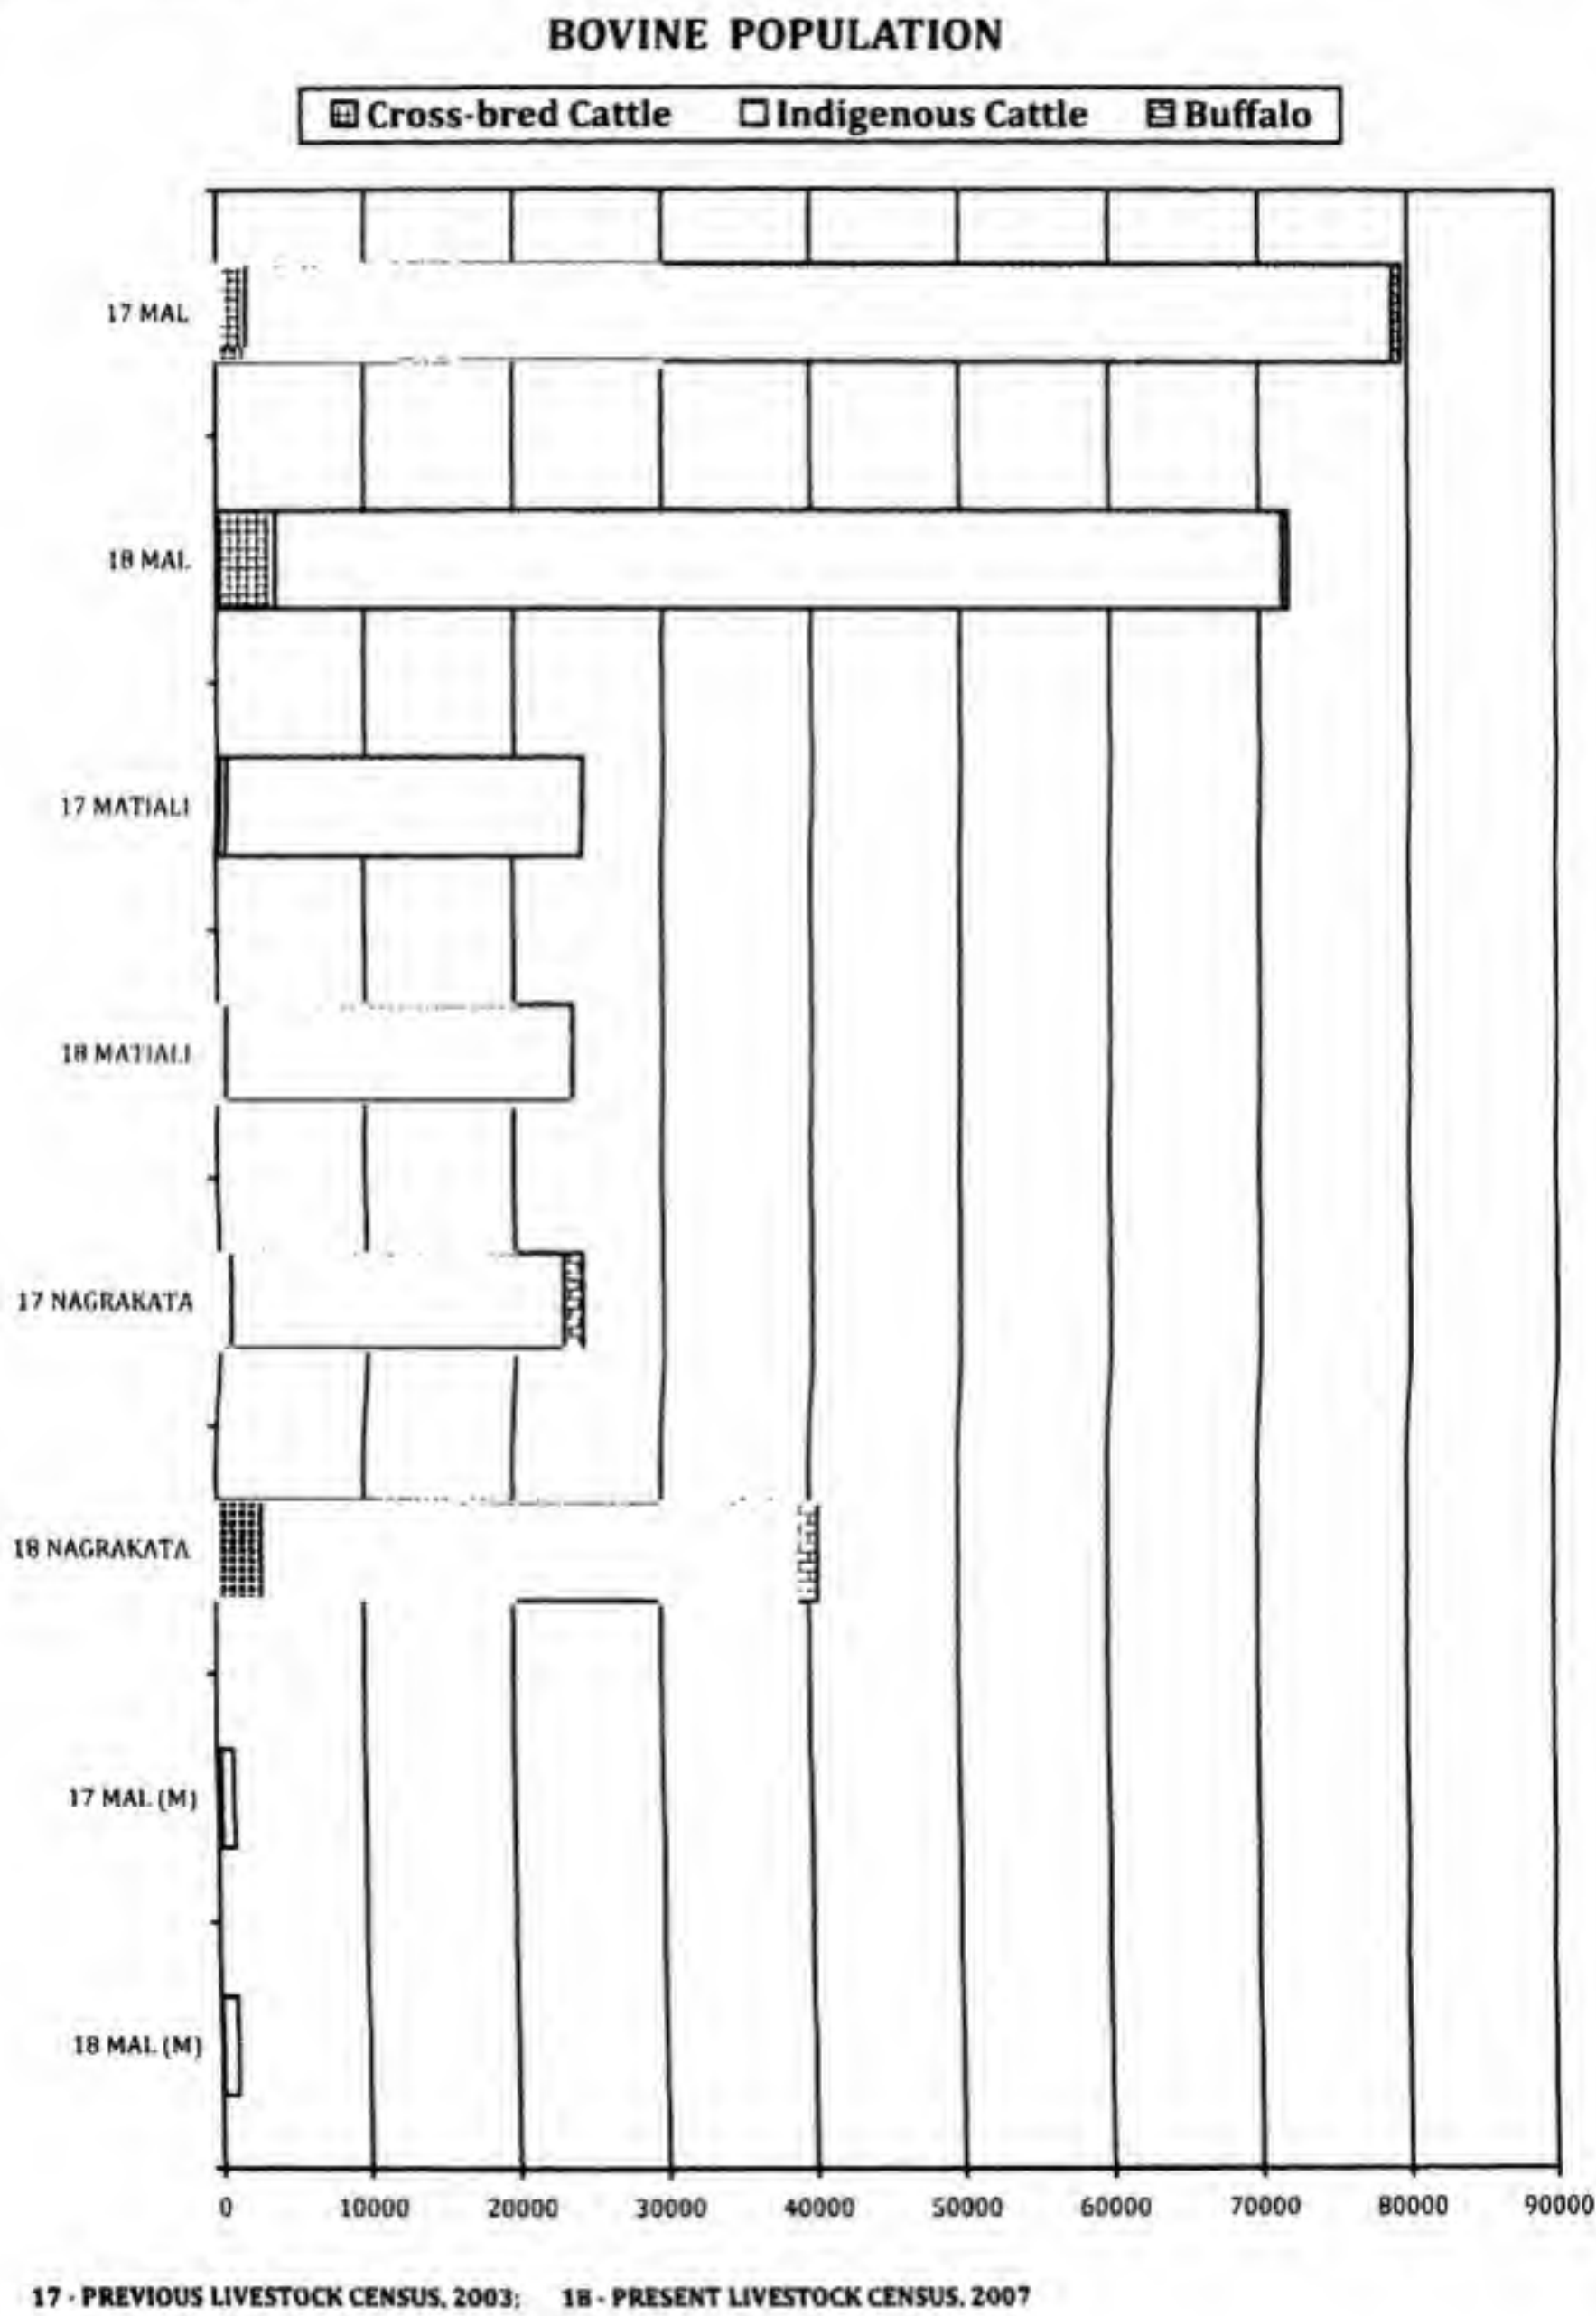 BOVINE POPULATION
Cross-bred Cattle Indigenous Cattle Buffalo
17 MAL
18 MAL
17 MATIALI
18 MATIALI
17 NAGRAKATA
18 NAGRAKATA
17 MAL (M)
18 MAL (M)
0 10000 20000 30000 40000 50000 60000 70000 80000 90000
17 - PREVIOUS LIVESTOCK CENSUS, 2003; 18 - PRESENT LIVESTOCK CENSUS, 2007